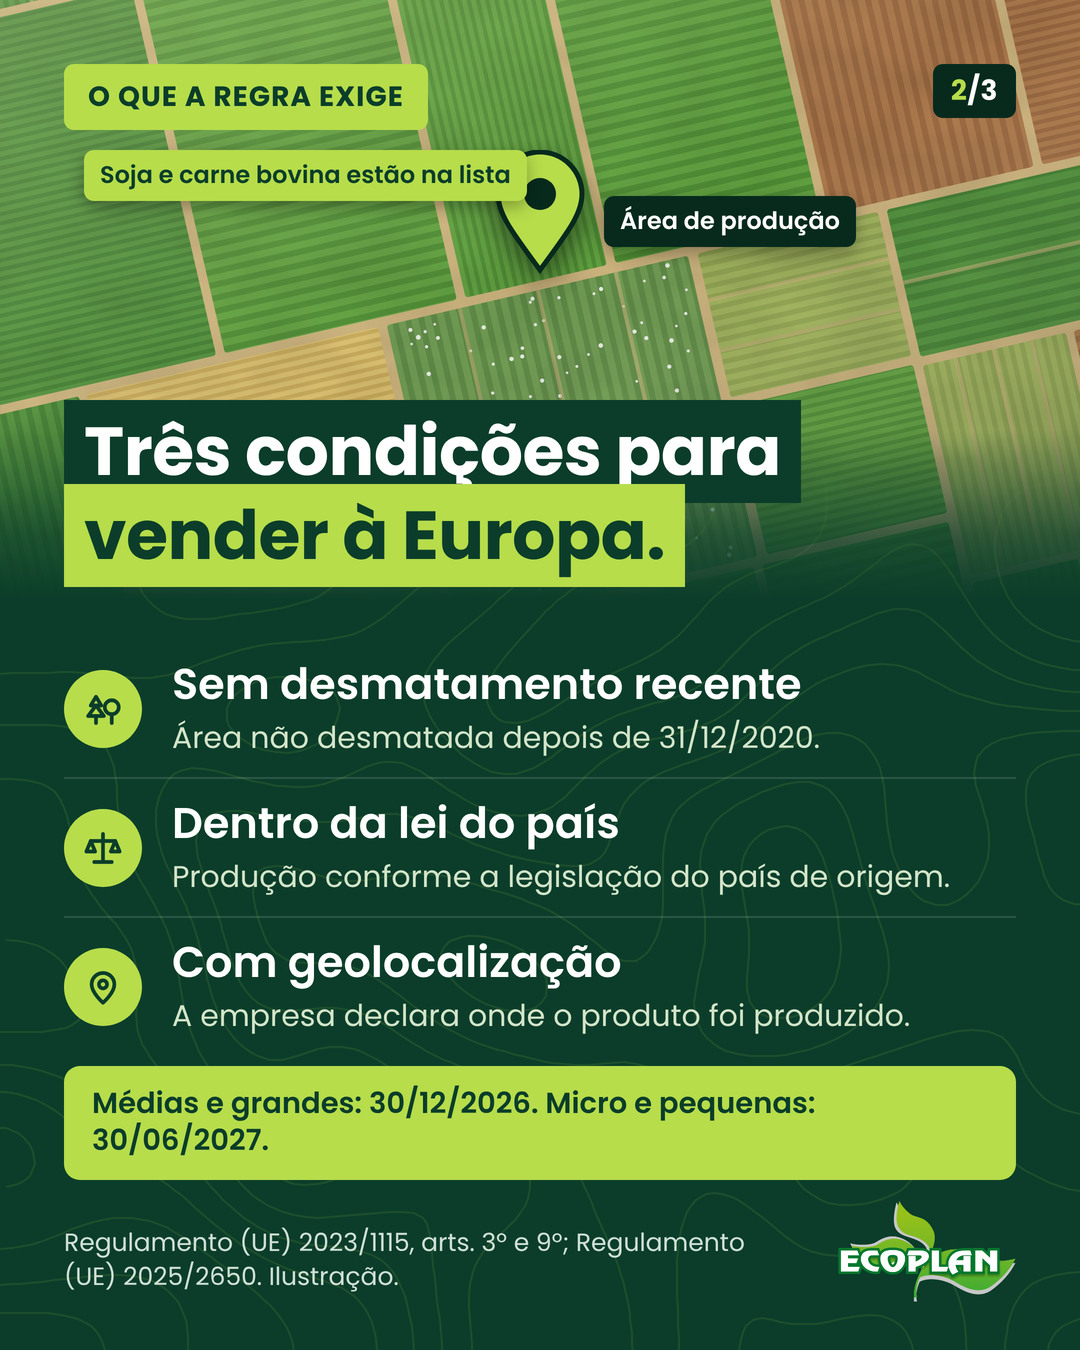 O QUE A REGRA EXIGE
2/3
Soja e carne bovina estão na lista
Área de produção
Três condições para
vender à Europa.
Sem desmatamento recente
Área não desmatada depois de 31/12/2020.
Dentro da lei do país
Produção conforme a legislação do país de origem.
Com geolocalização
A empresa declara onde o produto foi produzido.
Médias e grandes: 30/12/2026. Micro e pequenas:
30/06/2027.
Regulamento (UE) 2023/1115, arts. 3º e 9º; Regulamento
(UE) 2025/2650. Ilustração.
ECOPLAN